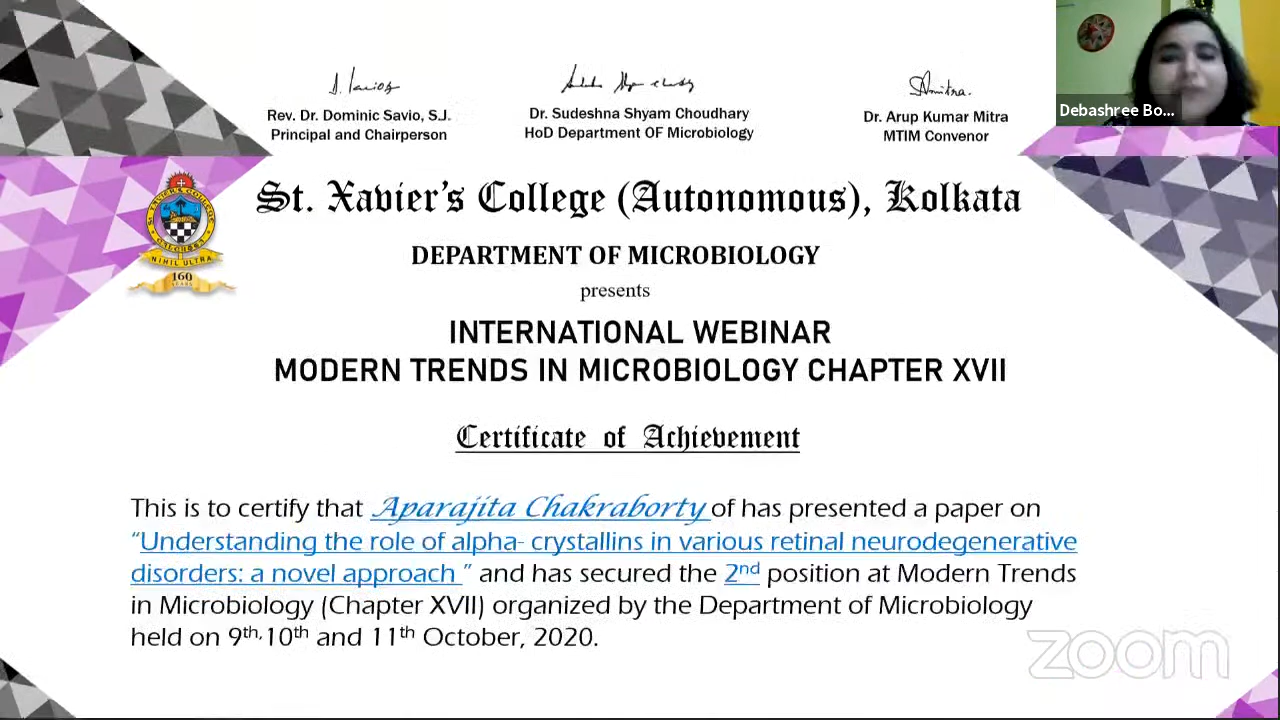 Debashree Bo...
Rev. Dr. Dominic Savio, S.J.
Principal and Chairperson
Dr. Sudeshna Shyam Choudhary
HoD Department OF Microbiology
Dr. Arup Kumar Mitra
MTIM Convenor
St. Xavier's College (Autonomous), Kolkata
NIHIL ULTRA
160
DEPARTMENT OF MICROBIOLOGY
presents
INTERNATIONAL WEBINAR
MODERN TRENDS IN MICROBIOLOGY CHAPTER XVII
Certificate of Achievement
This is to certify that Aparajita Chakraborty of has presented a paper on
“Understanding the role of alpha- crystallins in various retinal neurodegenerative
disorders: a novel approach ” and has secured the 2nd position at Modern Trends
in Microbiology (Chapter XVII) organized by the Department of Microbiology
held on 9th,10th and 11th October, 2020.
zoom